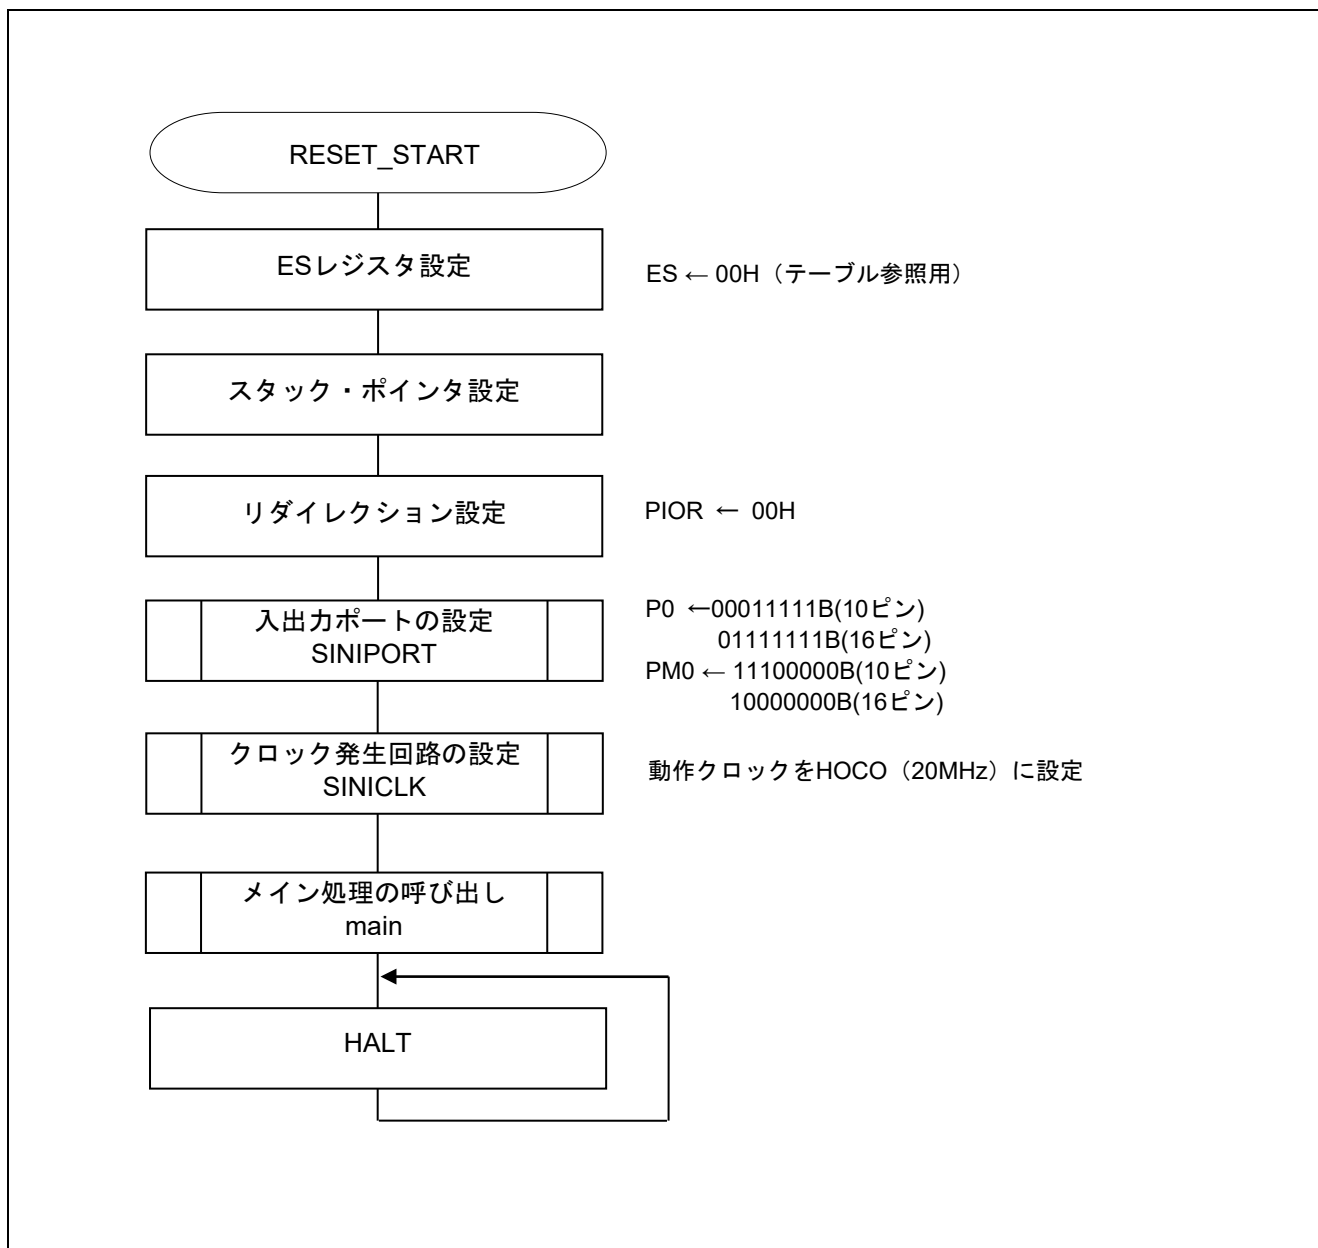 RESET_START
ESレジスタ設定
ES ← 00H（テーブル参照用）
スタック・ポインタ設定
リダイレクション設定
PIOR ← 00H
入出力ポートの設定
SINIPORT
P0 ←00011111B(10ピン)
01111111B(16ピン)
PM0 ← 11100000B(10ピン)
10000000B(16ピン)
クロック発生回路の設定
SINICLK
動作クロックをHOCO（20MHz）に設定
メイン処理の呼び出し
main
HALT